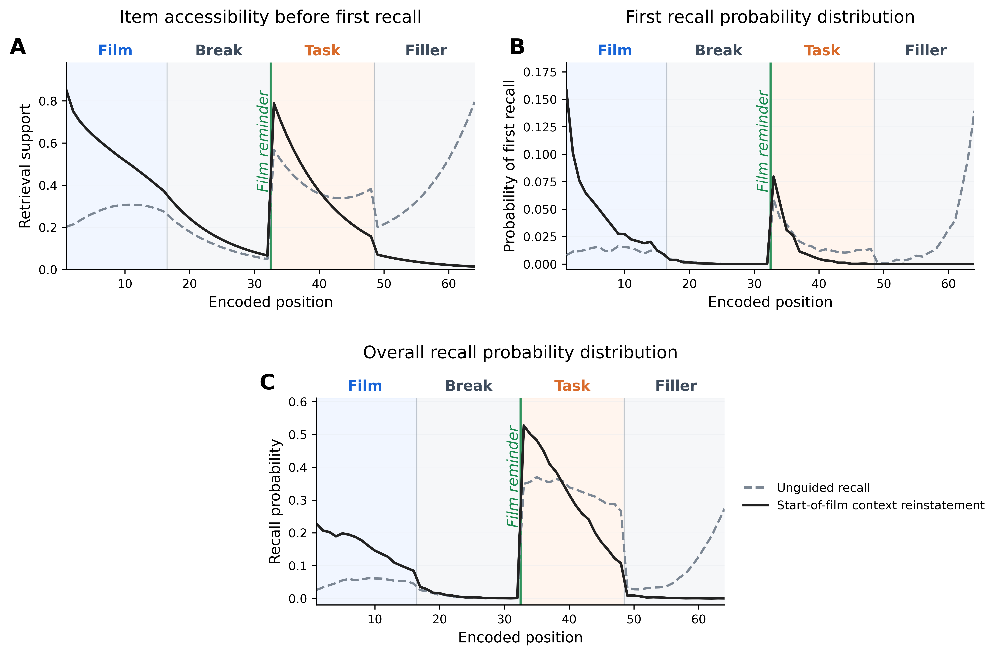 Item accessibility before first recall
A
Film Break Task Filler
Retrieval support
0.8
0.6
0.4
0.2
0.0
Film reminder
10 20 30 40 50 60
Encoded position
First recall probability distribution
B
Film Break Task Filler
Probability of first recall
0.175
0.150
0.125
0.100
0.075
0.050
0.025
0.000
Film reminder
10 20 30 40 50 60
Encoded position
Overall recall probability distribution
C
Film Break Task Filler
Recall probability
0.6
0.5
0.4
0.3
0.2
0.1
0.0
Film reminder
10 20 30 40 50 60
Encoded position
Unguided recall
Start-of-film context reinstatement